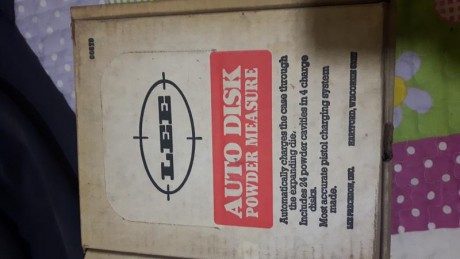 LEE
AUTO DISK
POWDER MEASURE
Automatically charges the case through
the expanding die.
Includes 24 powder cavities in 4 charge
disks.
Most accurate pistol charging system
made.
LEE PRECISION, INC. HARTFORD, WISCONSIN